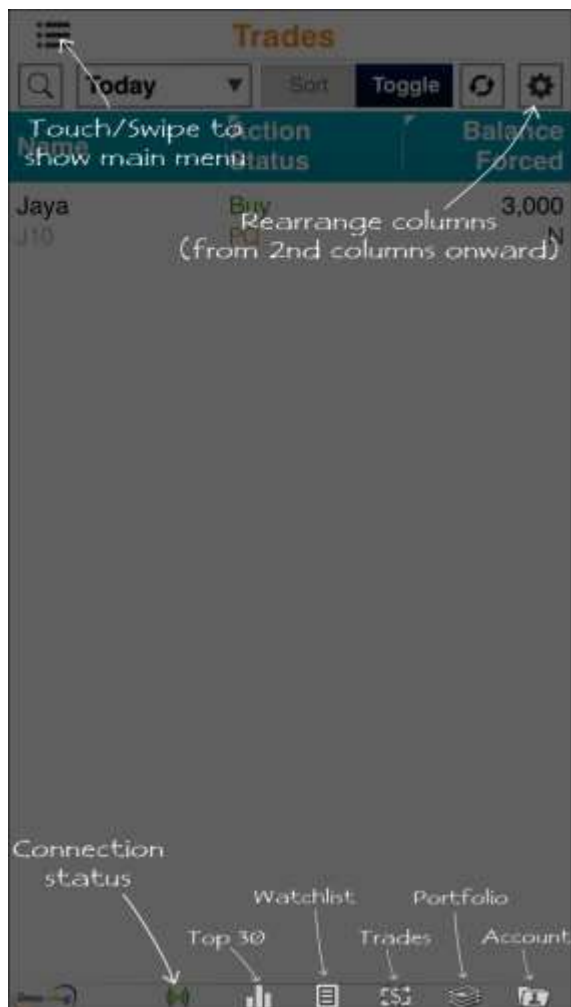 Trades
Today Sort Toggle
Touch/Swipe to
show main menu
Name Action Balance
Status Forced
Jaya Buy 3,000
J10 N
Rearrange columns
(from 2nd columns onward)
Connection
status
Watchlist Portfolio
Top 30 Trades Account